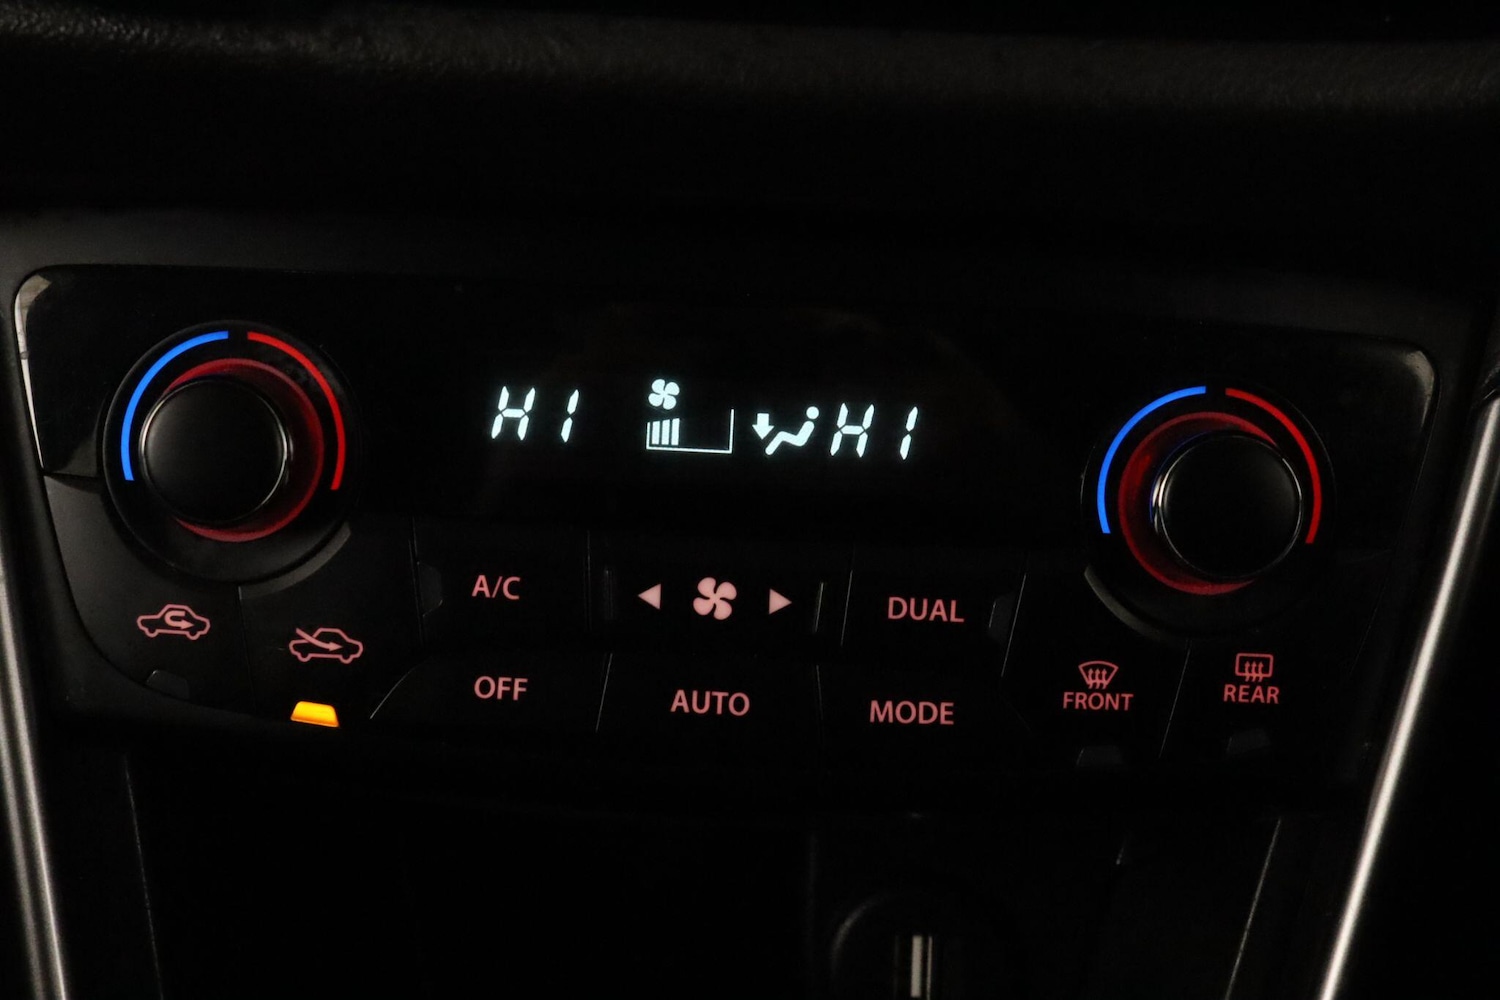 HI HI
A/C
DUAL
OFF
AUTO
MODE
FRONT
REAR